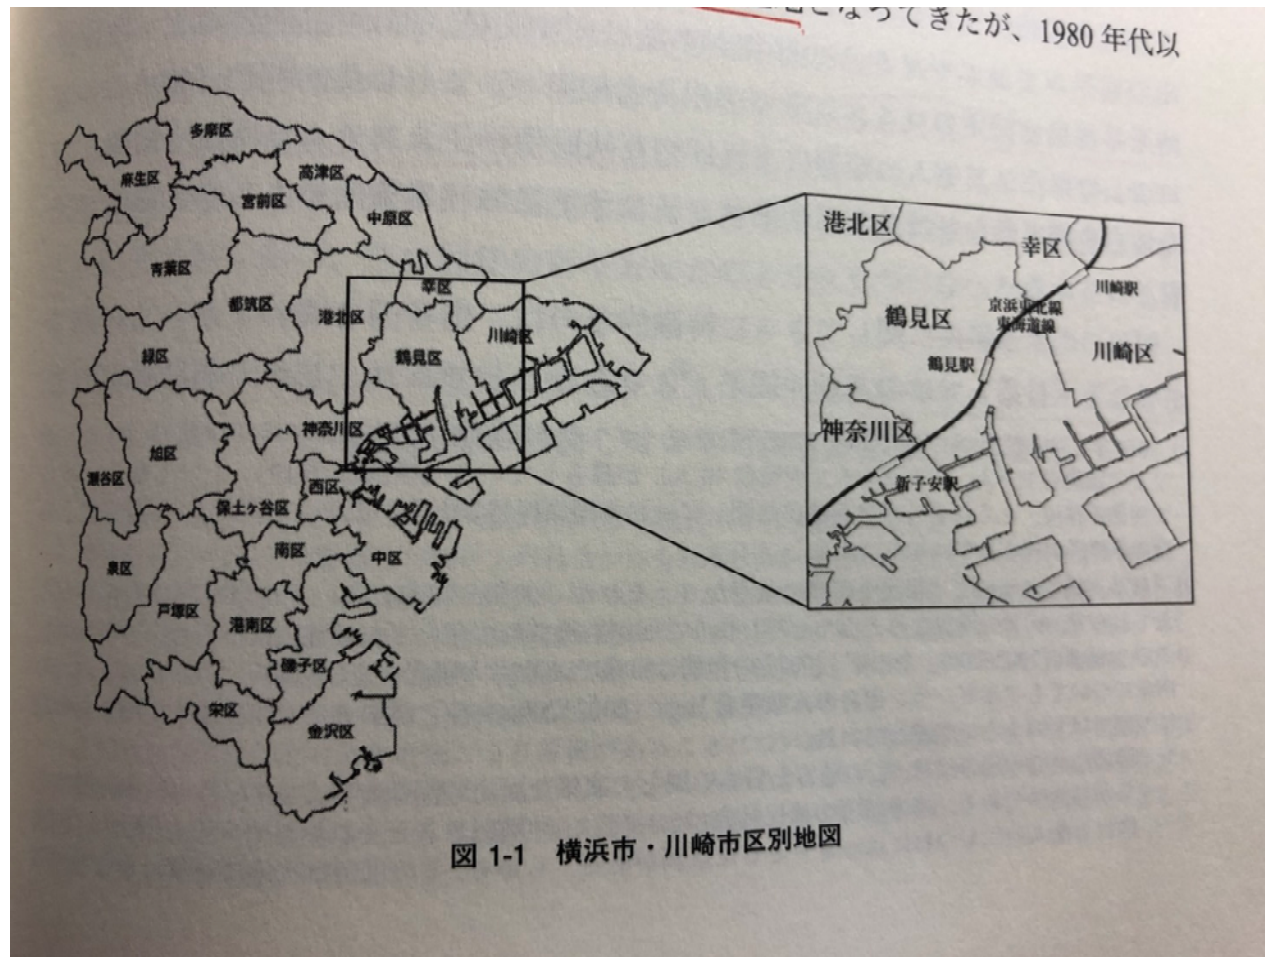 となってきたが、1980 年代以
多摩区
麻生区
高津区
宮前区
中原区
青葉区
幸区
都筑区
港北区
川崎区
緑区
鶴見区
神奈川区
旭区
瀬谷区
西区
保土ヶ谷区
南区
中区
泉区
戸塚区
港南区
磯子区
栄区
金沢区
港北区
幸区
川崎駅
京浜東北線
東海道線
鶴見区
鶴見駅
川崎区
神奈川区
新子安駅
図 1-1 横浜市・川崎市区別地図